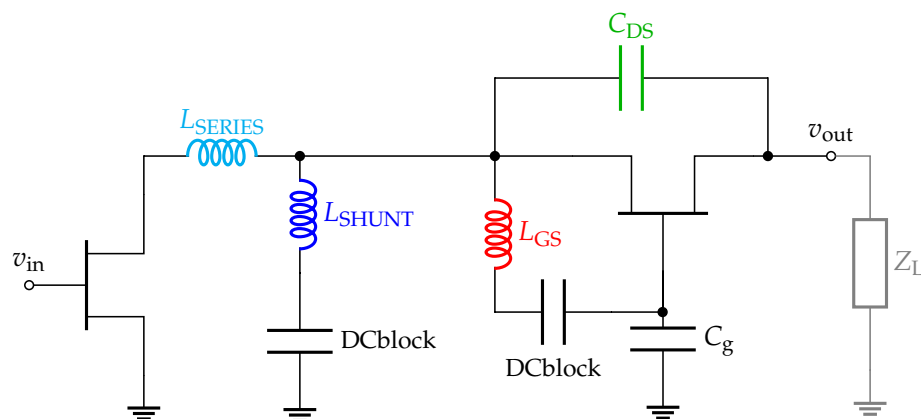 C_DS
L_SERIES
v_out
L_SHUNT
L_GS
v_in
Z_L
DCblock
C_g
DCblock